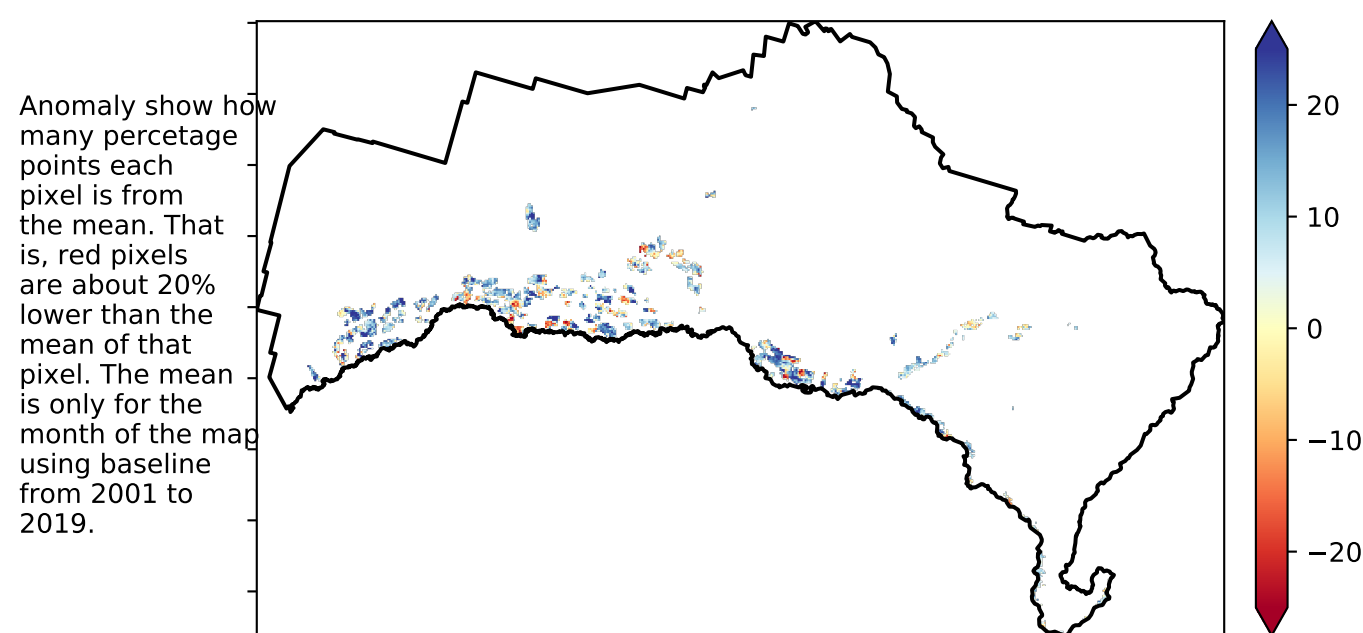 Anomaly show how
many percetage
points each
pixel is from
the mean. That
is, red pixels
are about 20%
lower than the
mean of that
pixel. The mean
is only for the
month of the map
using baseline
from 2001 to
2019.
20
10
0
−10
−20